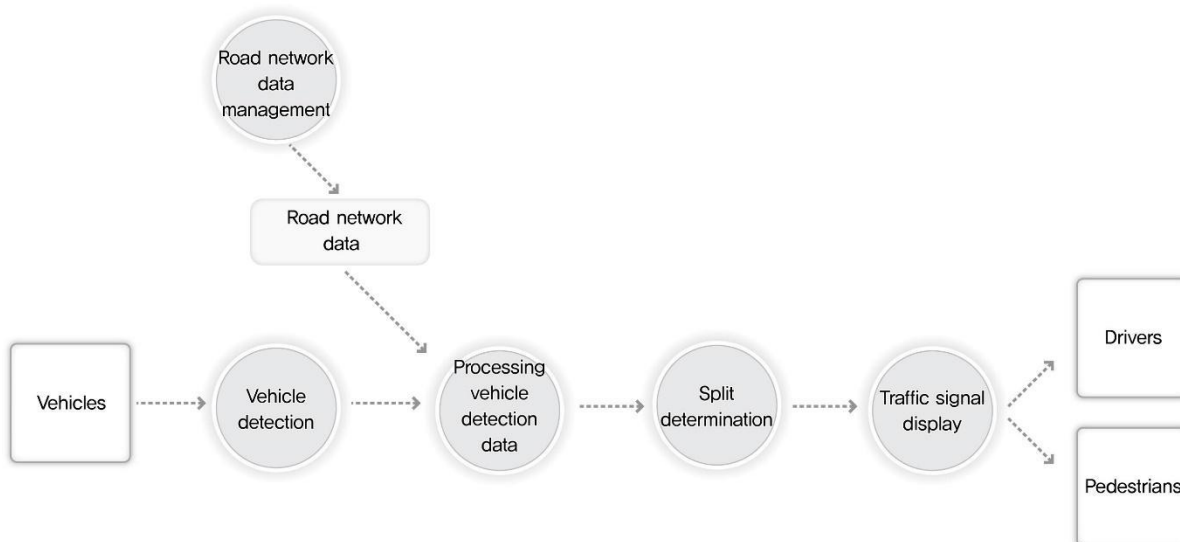 Road network
data
management
Road network
data
Vehicles
Vehicle
detection
Processing
vehicle
detection
data
Split
determination
Traffic signal
display
Drivers
Pedestrians